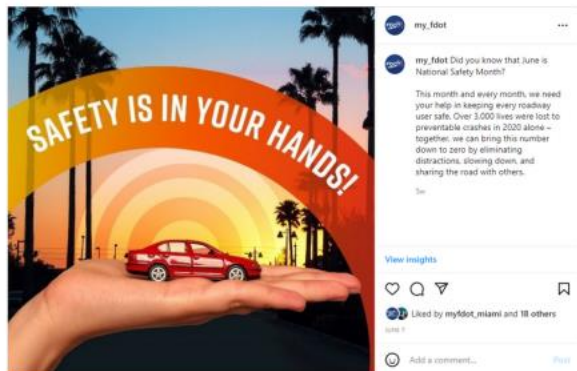 SAFETY IS IN YOUR HANDS!
my_fdot
my_fdot Did you know that June is
National Safety Month?
This month and every month, we need
your help in keeping every roadway
user safe. Over 3,000 lives were lost to
preventable crashes in 2020 alone –
together, we can bring this number
down to zero by eliminating
distractions, slowing down, and
sharing the road with others.
View insights
Liked by myfdot_miami and 18 others
Add a comment...
Post